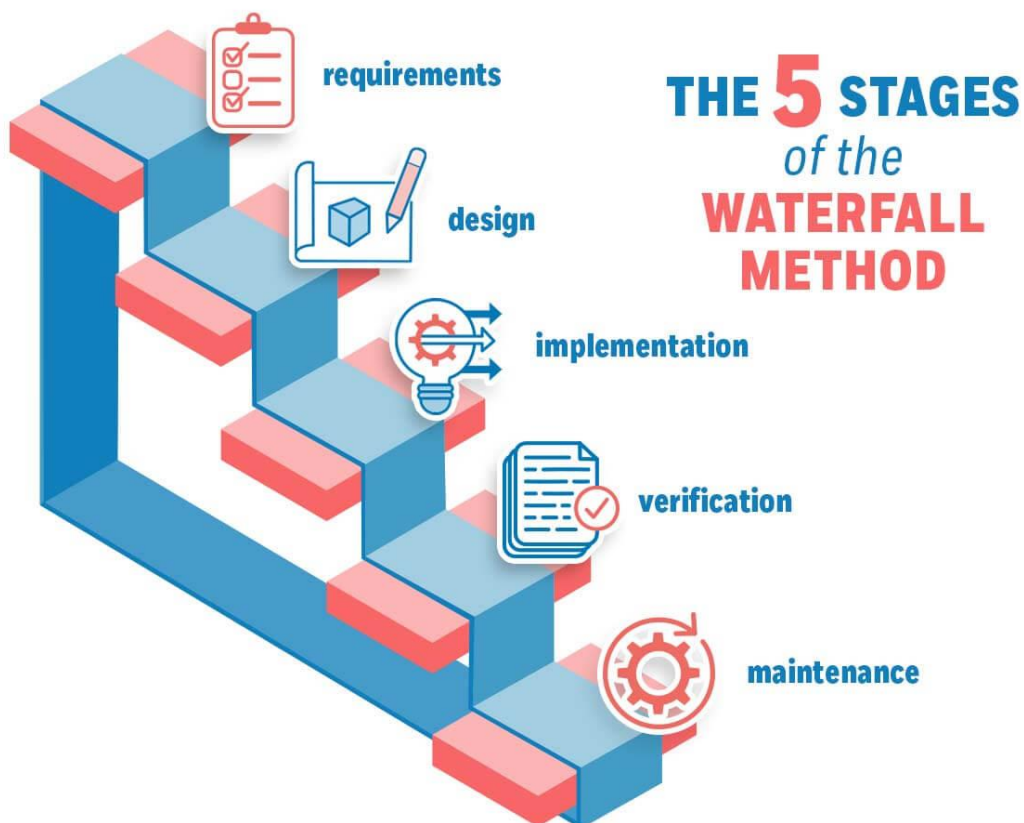 THE 5 STAGES
of the
WATERFALL
METHOD
requirements
design
implementation
verification
maintenance